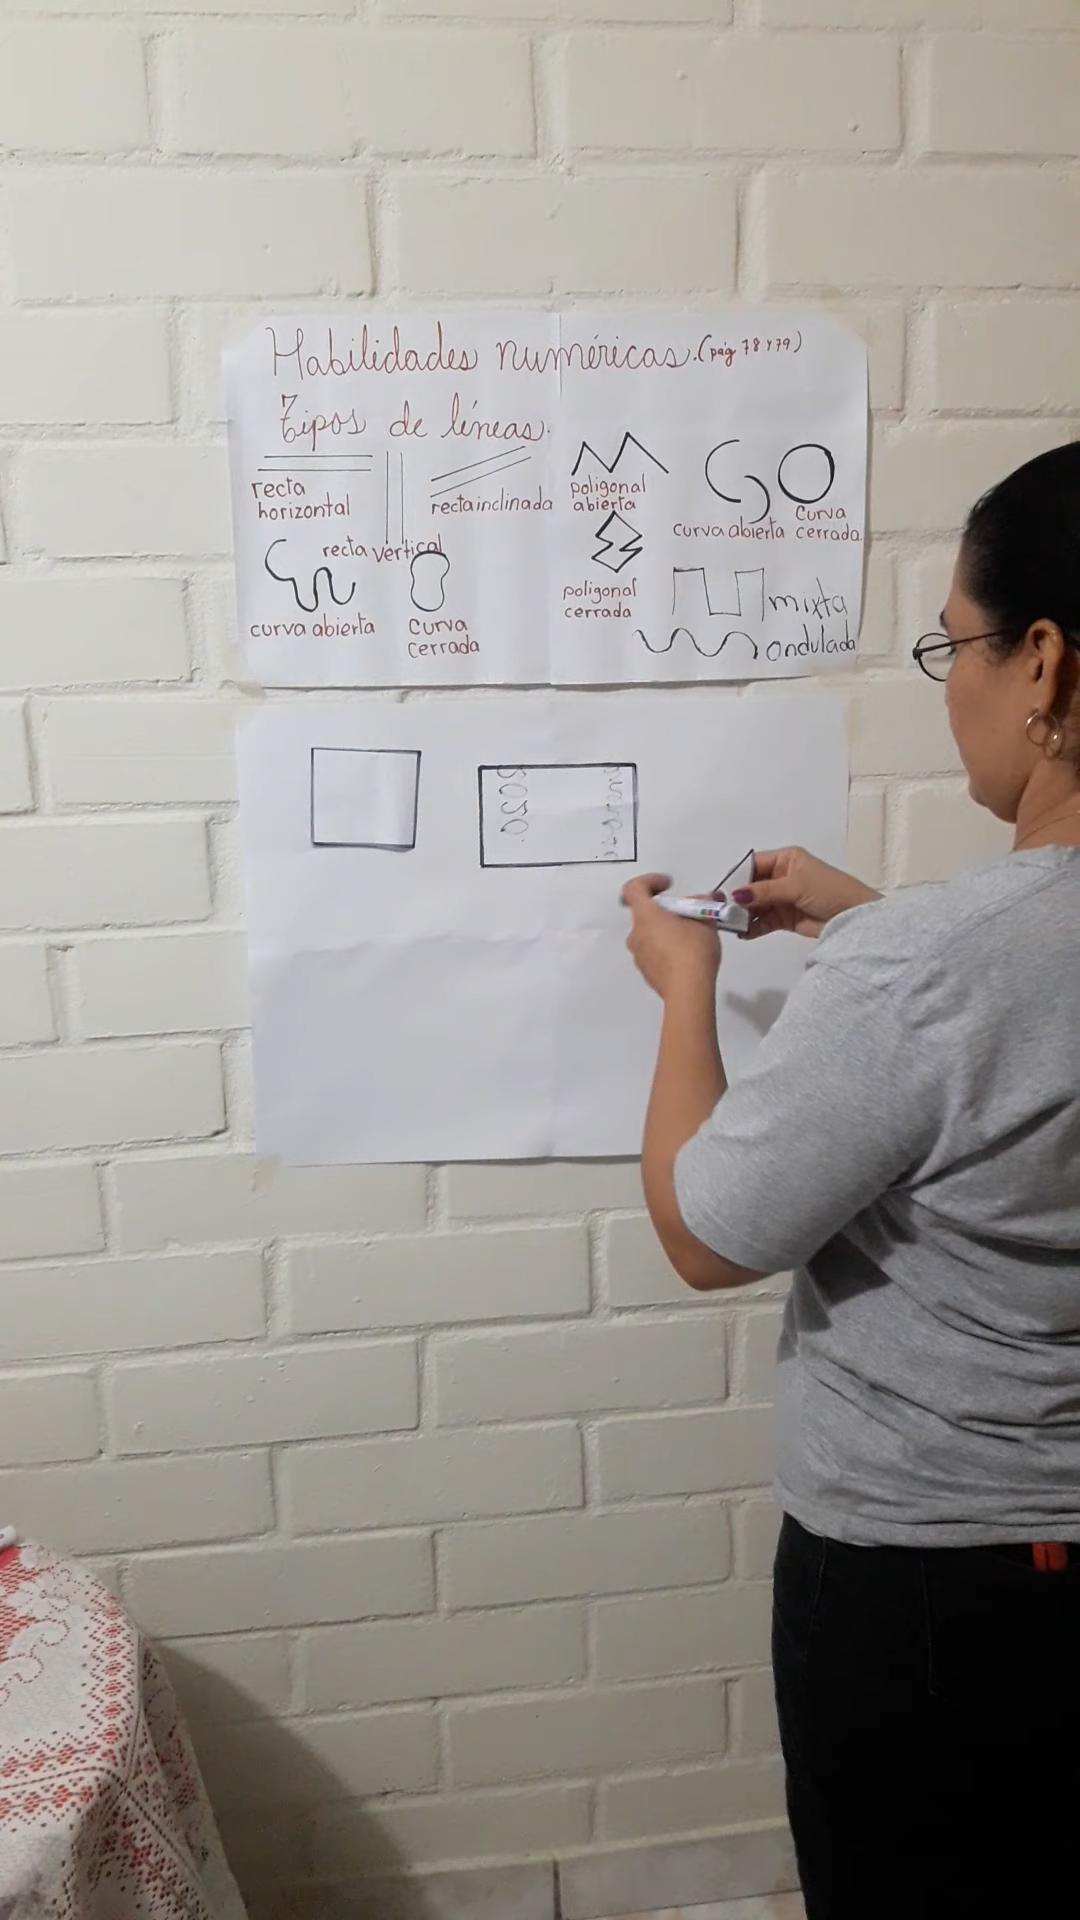 Habilidades numéricas. (pág 78 y 79)
Tipos de líneas.
recta
horizontal
recta vertical
recta inclinada
poligonal
abierta
curva abierta
curva
cerrada.
curva abierta
curva
cerrada
poligonal
cerrada
mixta
ondulada